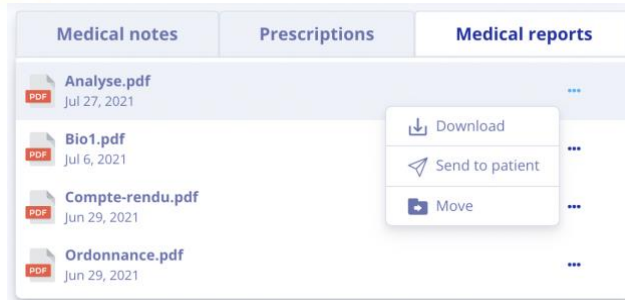 Medical notes Prescriptions Medical reports
Analyse.pdf
PDF
Jul 27, 2021
Download
Bio1.pdf
PDF
Jul 6, 2021
Send to patient
Compte-rendu.pdf
Move
PDF
Jun 29, 2021
Ordonnance.pdf
PDF
Jun 29, 2021